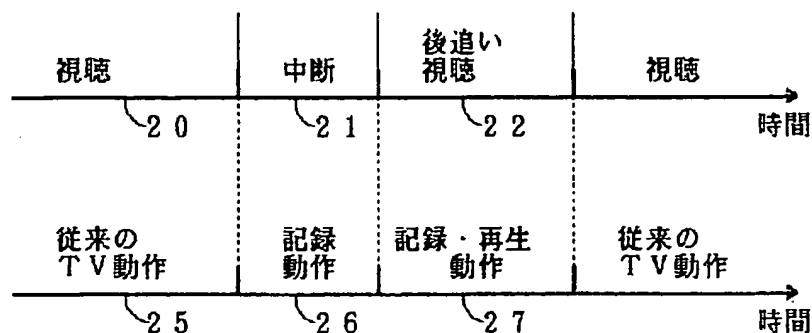 視聴 中断 後追い視聴 視聴
20 21 22 時間
従来の 記録 記録・再生 従来の
TV動作 動作 動作 TV動作
25 26 27 時間